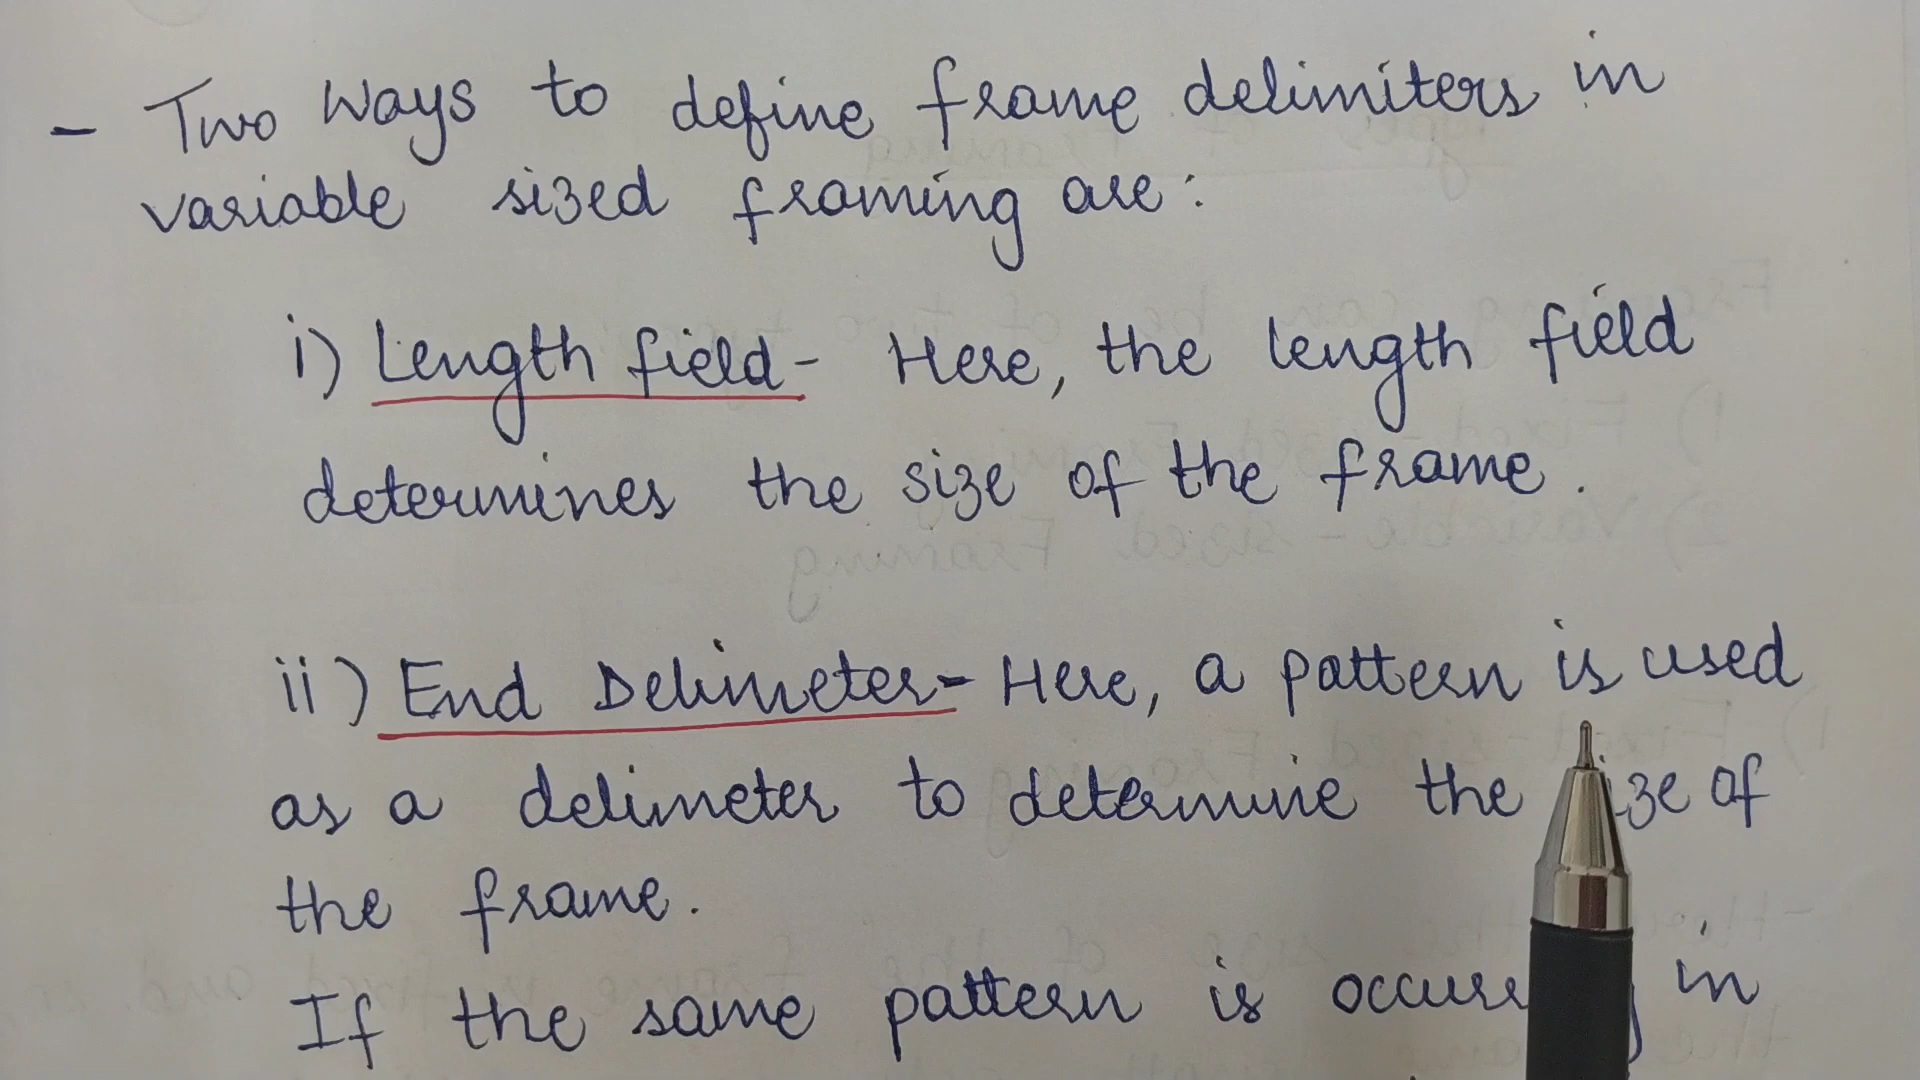 - Two ways to define frame delimiters in
variable sized framing are:
i) Length field - Here, the length field
determines the size of the frame.
ii) End Delimeter - Here, a pattern is used
as a delimeter to determine the of
the frame.
If the same pattern is in